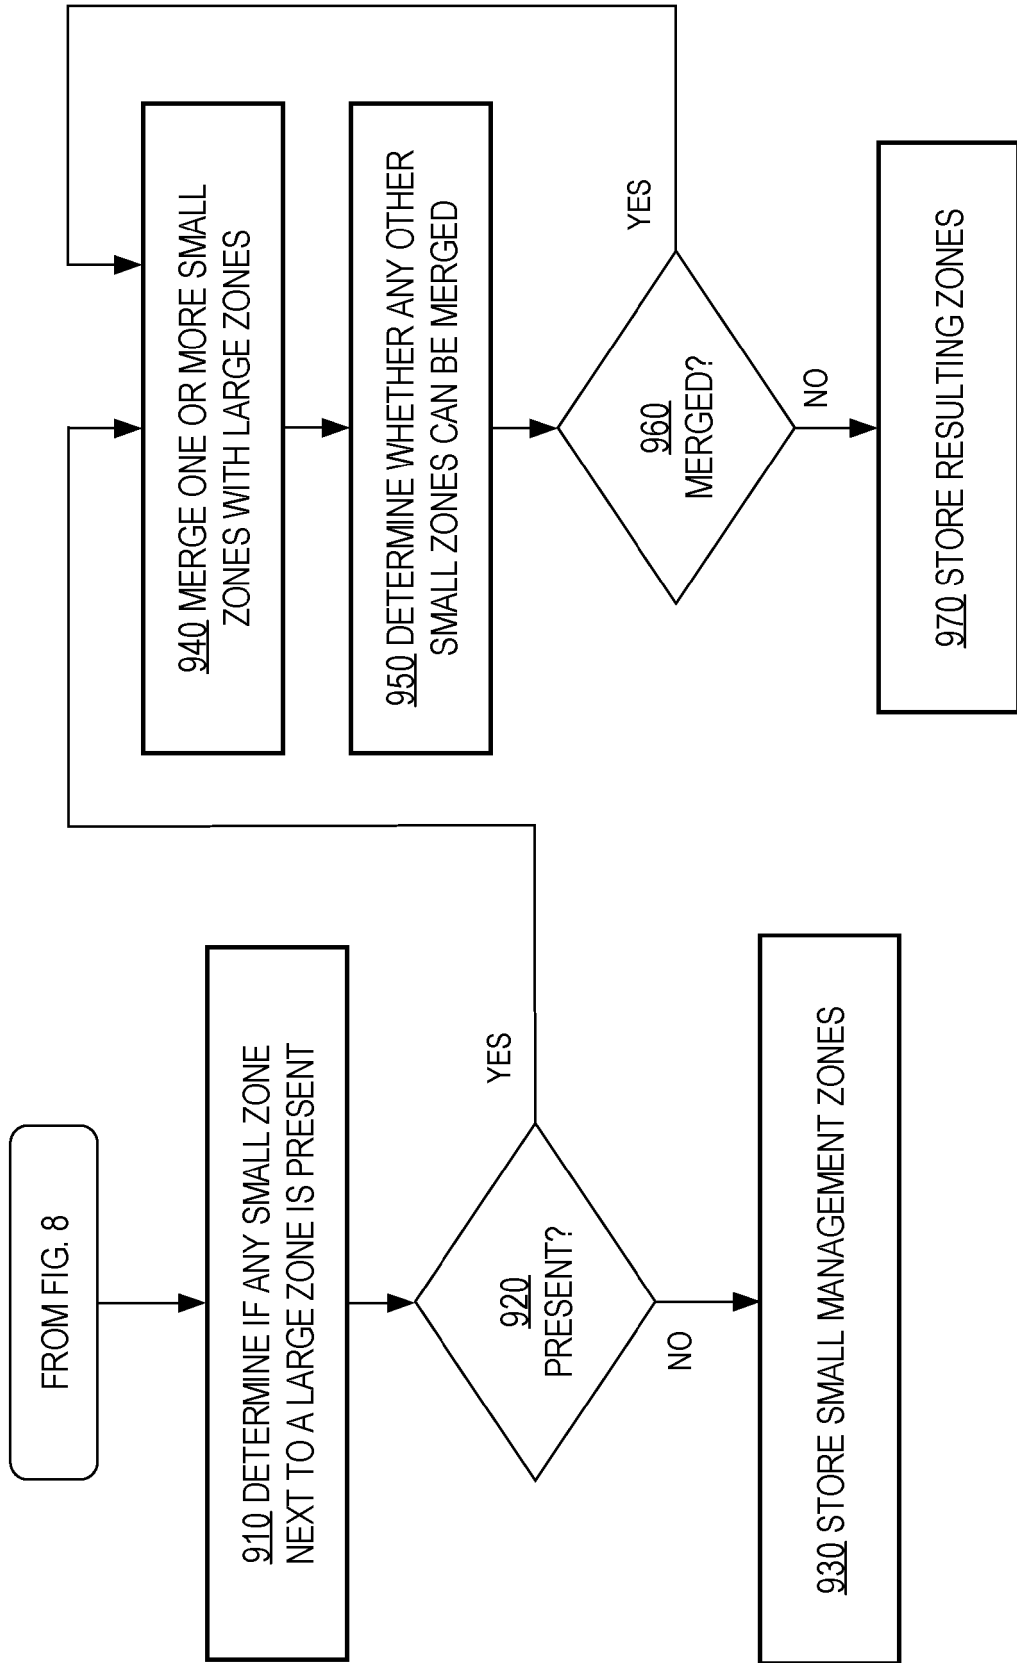 FROM FIG. 8
910 DETERMINE IF ANY SMALL ZONE
NEXT TO A LARGE ZONE IS PRESENT
920
PRESENT?
YES
NO
930 STORE SMALL MANAGEMENT ZONES
940 MERGE ONE OR MORE SMALL
ZONES WITH LARGE ZONES
950 DETERMINE WHETHER ANY OTHER
SMALL ZONES CAN BE MERGED
960
MERGED?
YES
NO
970 STORE RESULTING ZONES